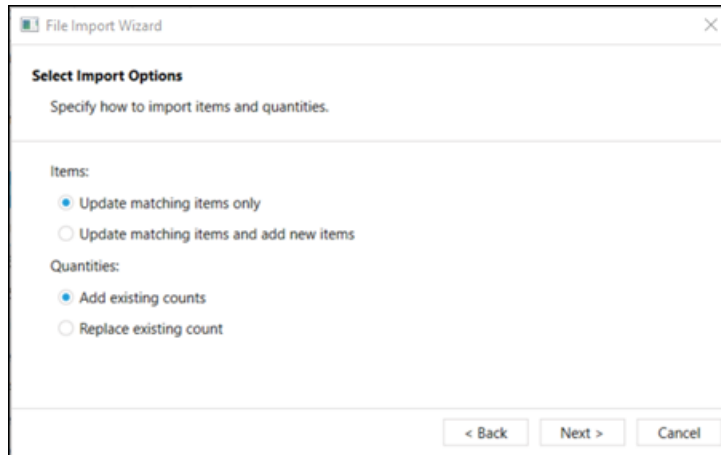 File Import Wizard
Select Import Options
Specify how to import items and quantities.
Items:
Update matching items only
Update matching items and add new items
Quantities:
Add existing counts
Replace existing count
< Back Next > Cancel